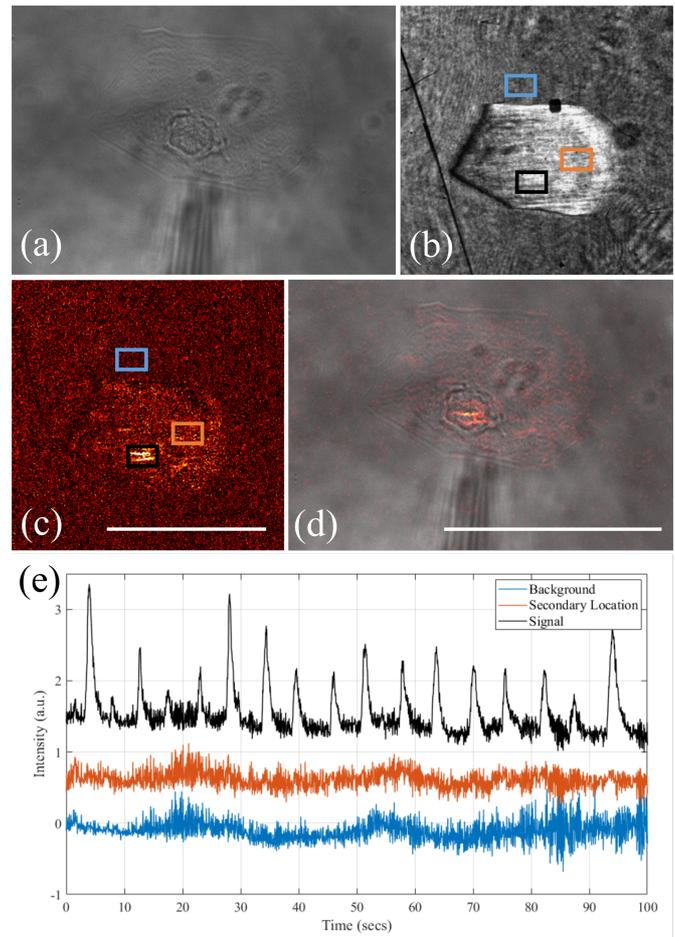 (a)
(b)
(c)
(d)
(e)
Background
Secondary Location
Signal
Intensity (a.u.)
3
2
1
0
-1
0 10 20 30 40 50 60 70 80 90 100
Time (secs)